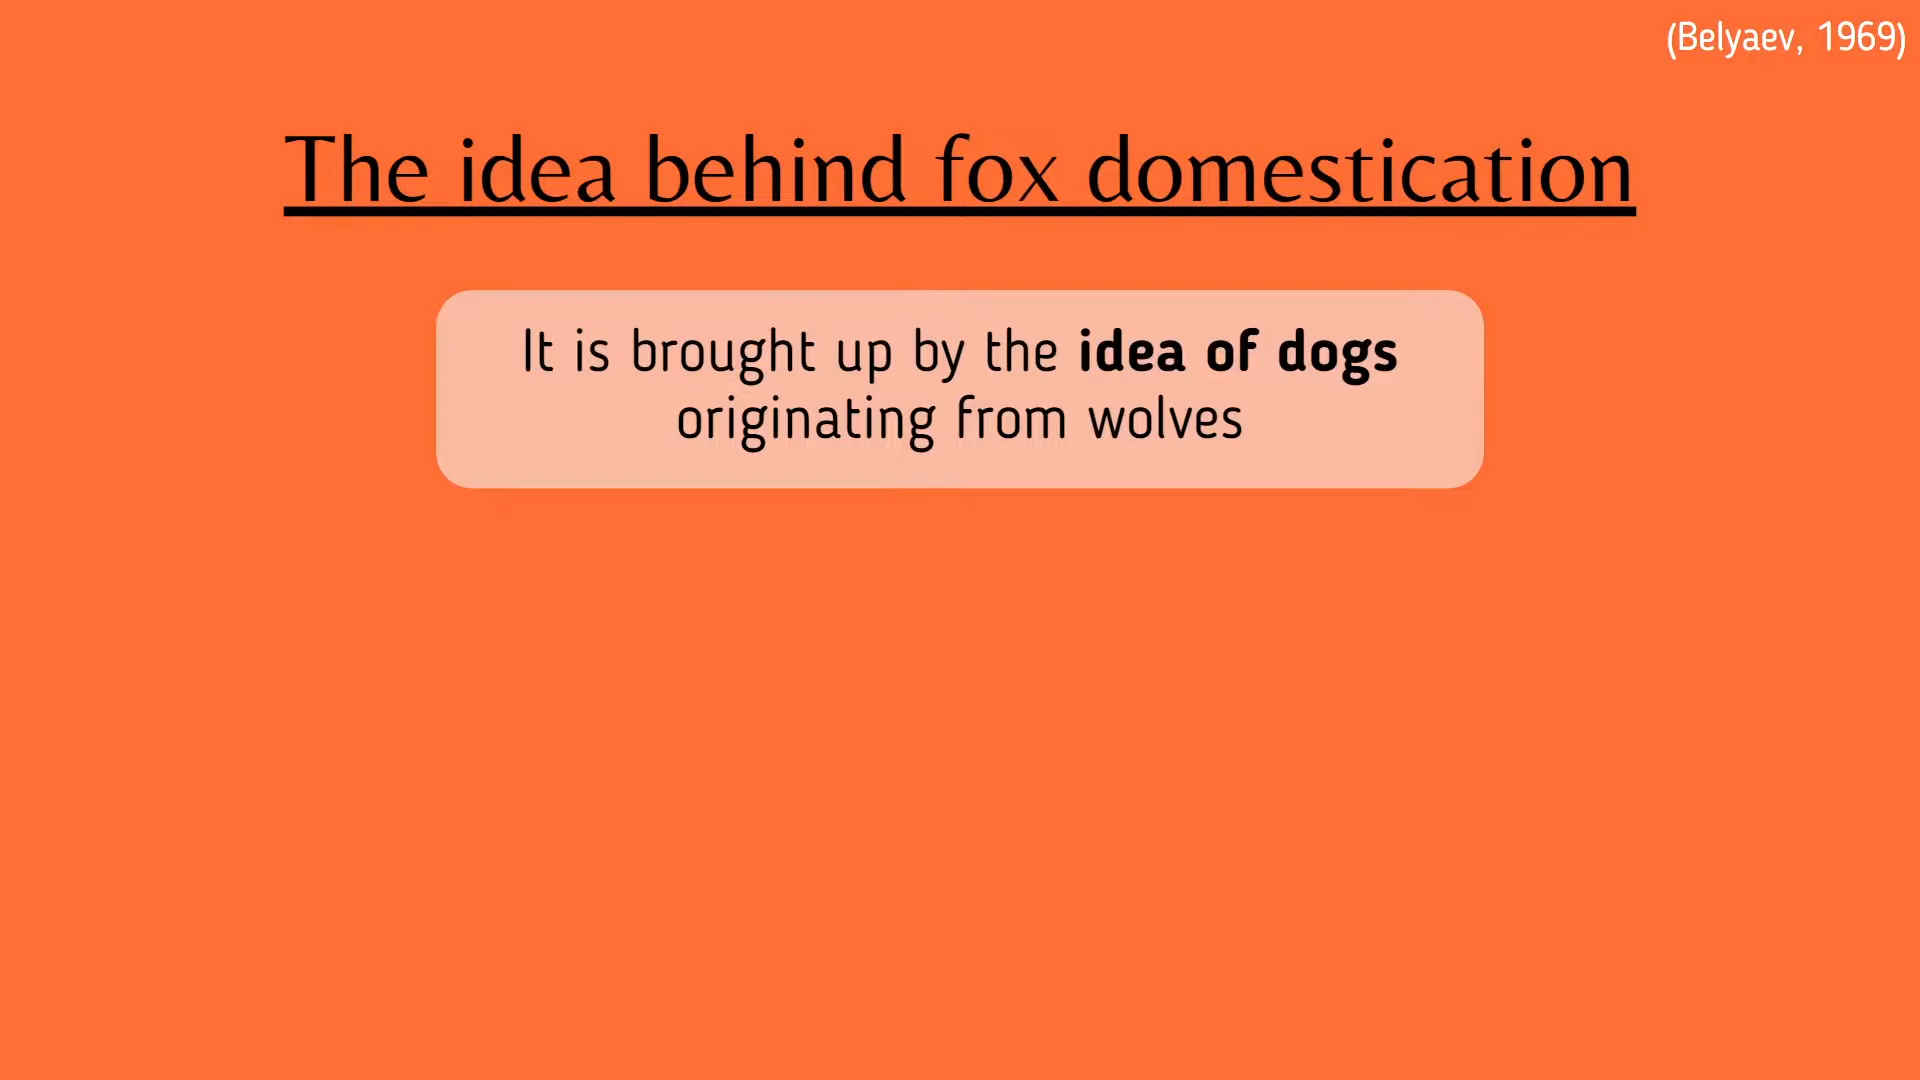 (Belyaev, 1969)
The idea behind fox domestication
It is brought up by the idea of dogs
originating from wolves